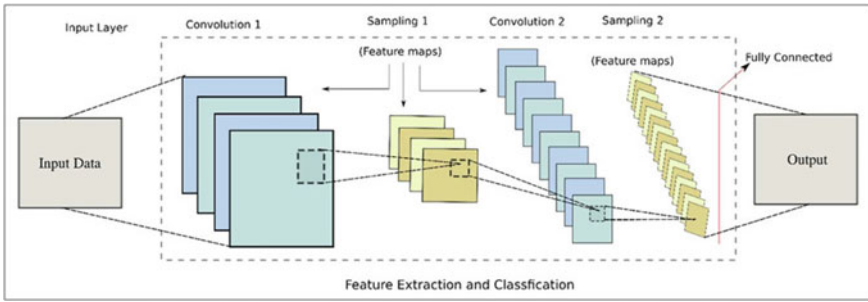 Input Layer
Convolution 1
Sampling 1
Convolution 2
Sampling 2
(Feature maps)
(Feature maps)
Fully Connected
Input Data
Output
Feature Extraction and Classfication